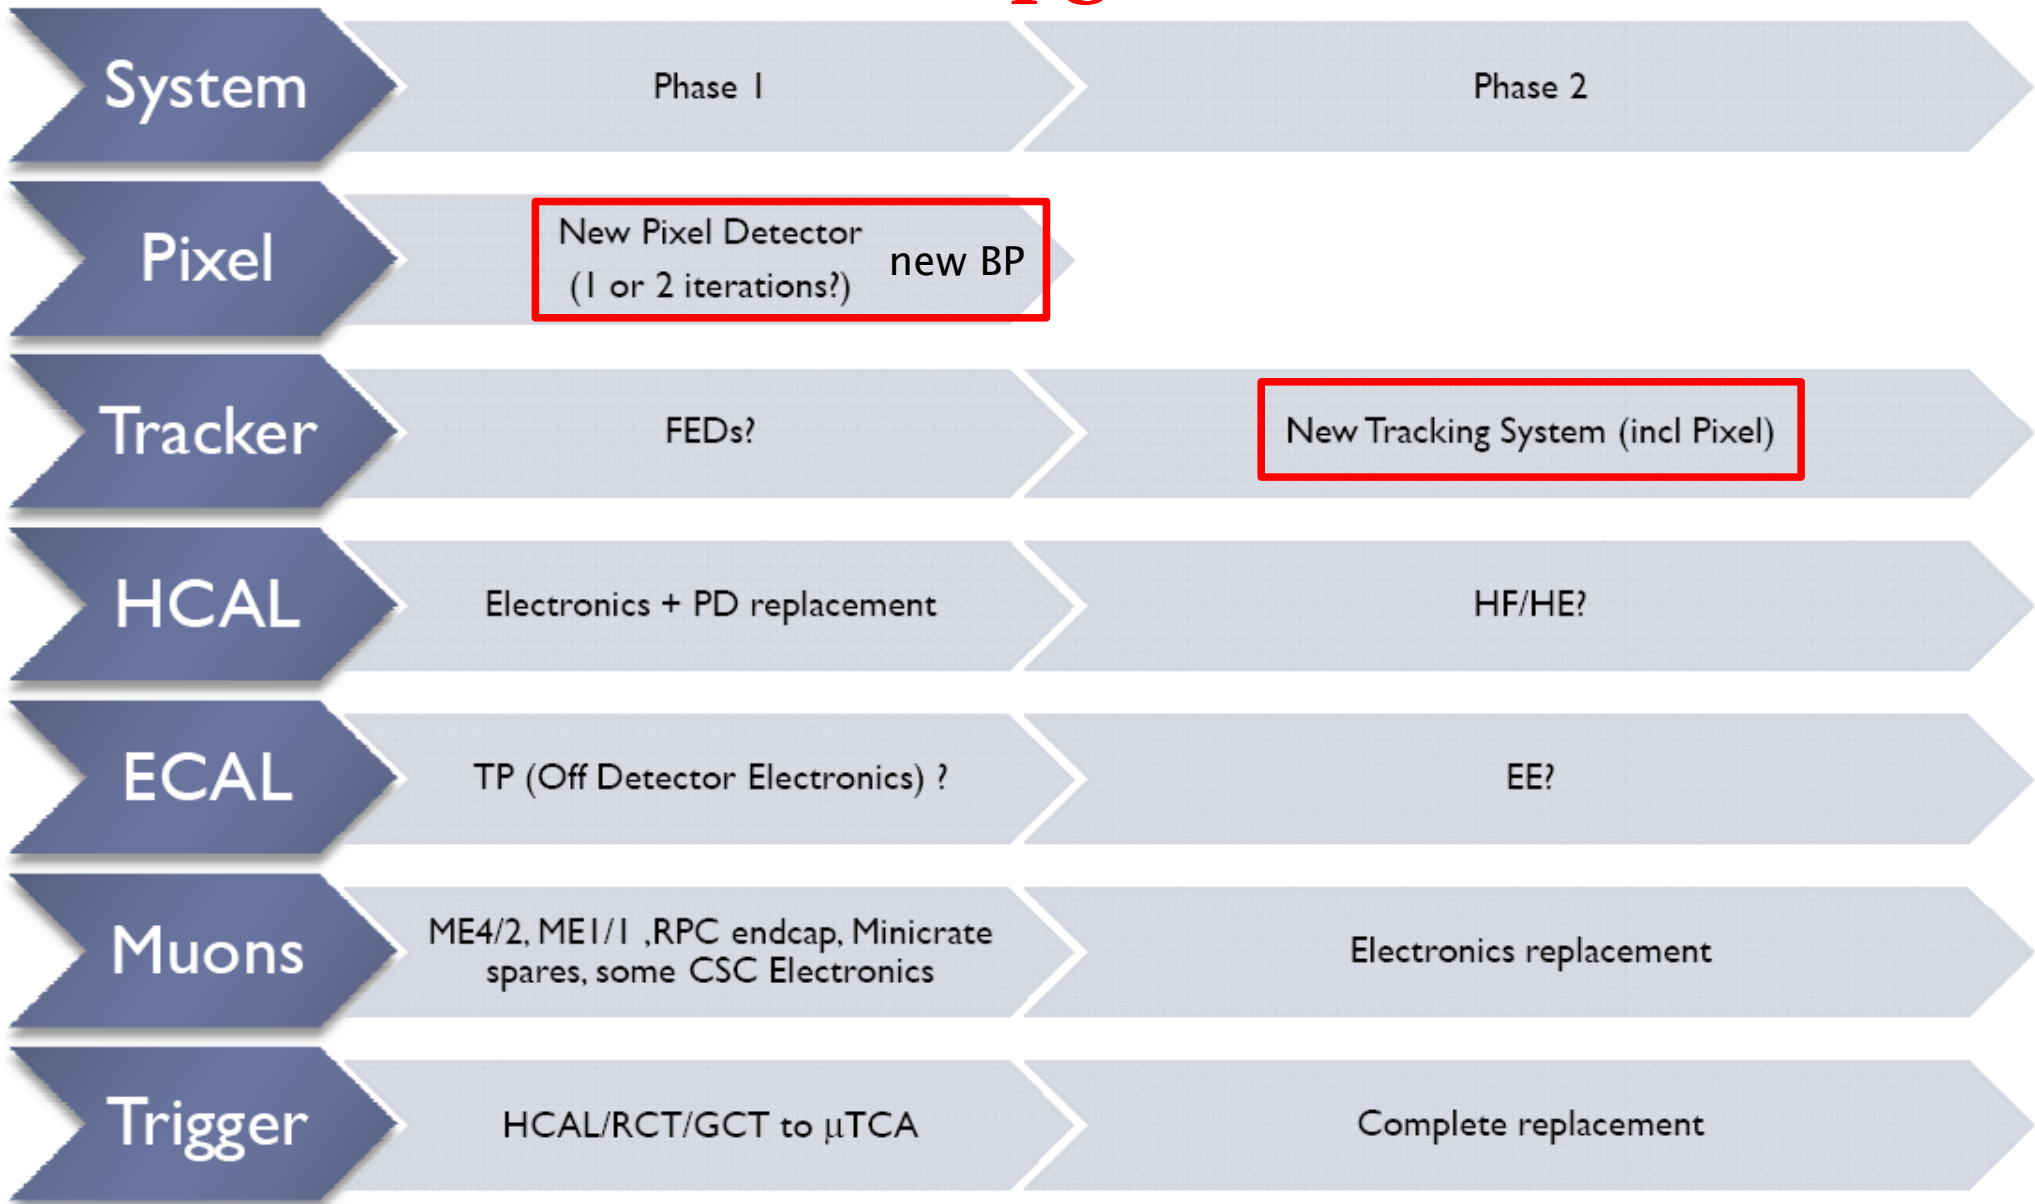 System
Phase 1
Phase 2
Pixel
New Pixel Detector
(1 or 2 iterations?)
new BP
Tracker
FEDs?
New Tracking System (incl Pixel)
HCAL
Electronics + PD replacement
HF/HE?
ECAL
TP (Off Detector Electronics) ?
EE?
Muons
ME4/2, ME1/1 ,RPC endcap, Minicrate
spares, some CSC Electronics
Electronics replacement
Trigger
HCAL/RCT/GCT to μTCA
Complete replacement